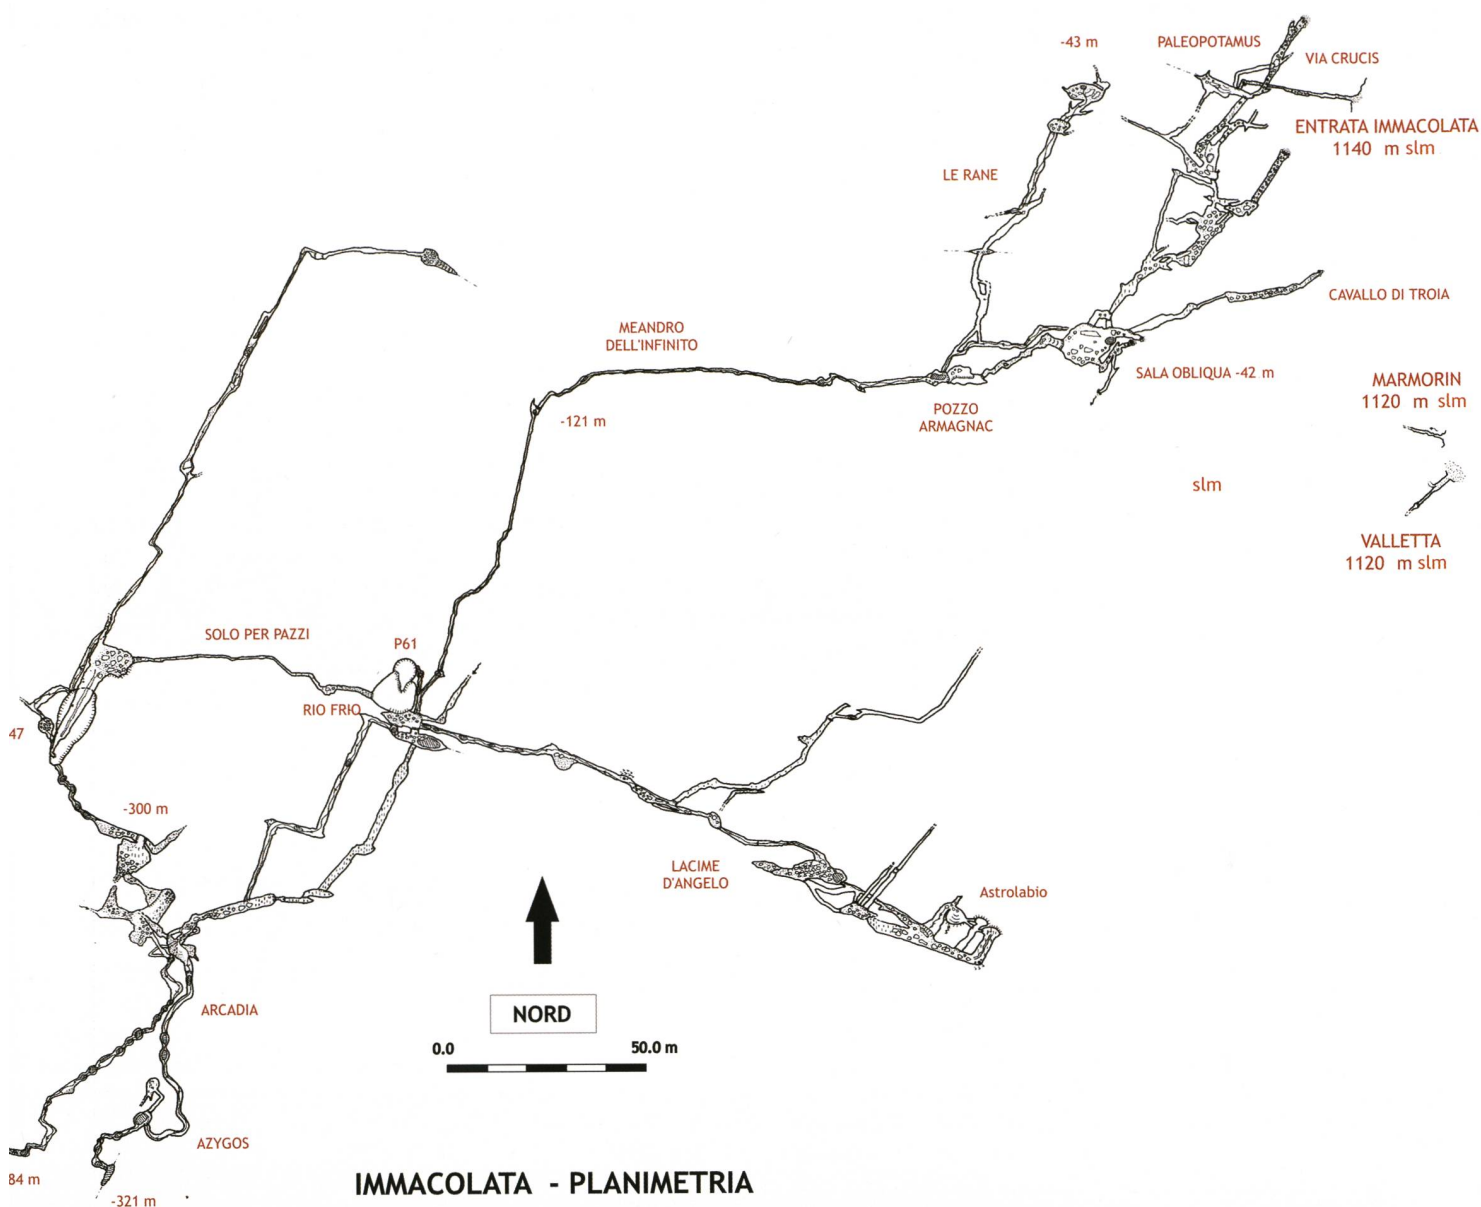 -43 m
PALEOPOTAMUS
VIA CRUCIS
ENTRATA IMMACOLATA
1140 m slm
LE RANE
CAVALLO DI TROIA
MEANDRO
DELL'INFINITO
SALA OBLIQUA -42 m
MARMORIN
1120 m slm
POZZO
ARMAGNAC
-121 m
slm
VALLETTA
1120 m slm
SOLO PER PAZZI
P61
RIO FRIO
47
-300 m
LACIME
D'ANGELO
Astrolabio
ARCADIA
NORD
0.0
50.0 m
AZYGOS
84 m
-321 m
IMMACOLATA - PLANIMETRIA